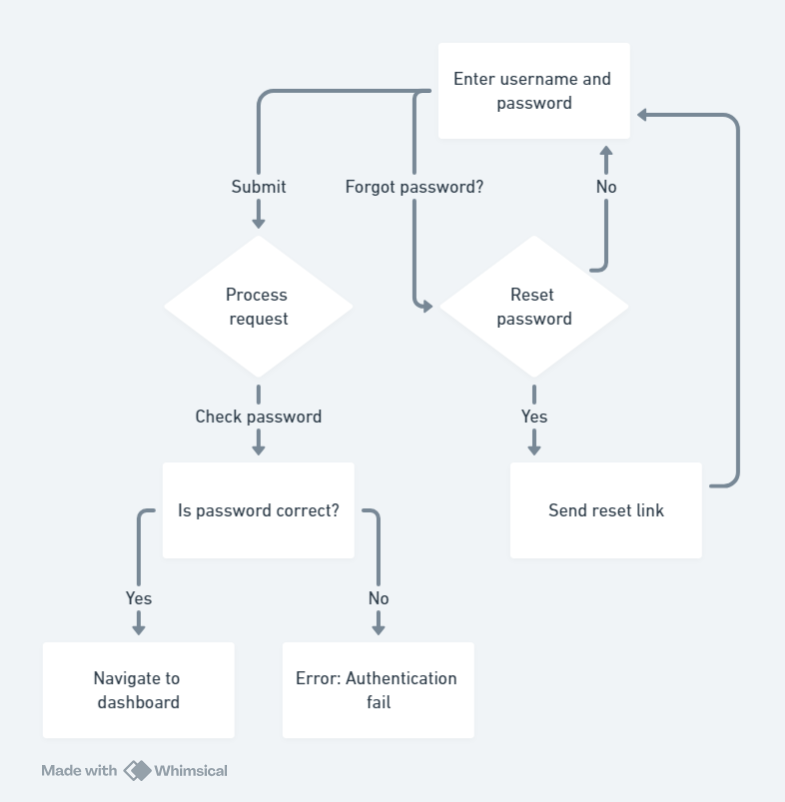 Enter username and
password
Submit
Forgot password?
No
Process
request
Reset
password
Check password
Yes
Is password correct?
Send reset link
Yes
No
Navigate to
dashboard
Error: Authentication
fail
Made with Whimsical